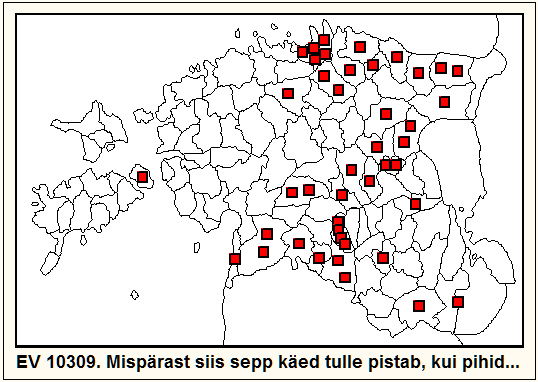 EV 10309. Mispärast siis sepp käed tulle pistab, kui pihid...